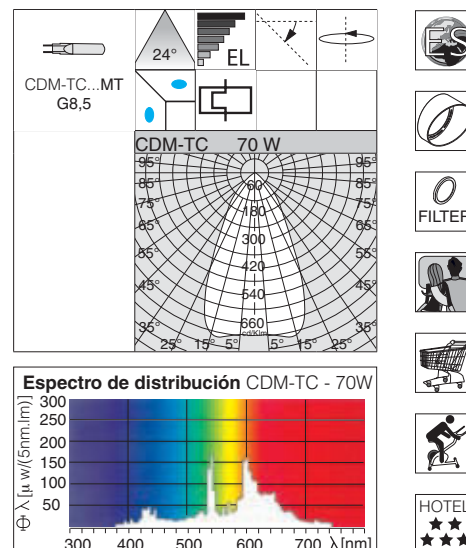 24°
EL
CDM-TC...MT
G8,5
CDM-TC 70 W
95° 95°
85° 85°
75° 75°
65° 65°
55° 55°
45° 45°
35° 35°
25° 15° 5° 5° 15° 25°
60
180
300
420
540
660
cd/Klm
Espectro de distribución CDM-TC - 70W
Φ λ [µ w/(5nm.lm)]
300
250
200
150
100
50
300 400 500 600 700 λ[nm]
ES
FILTER
HOTEL